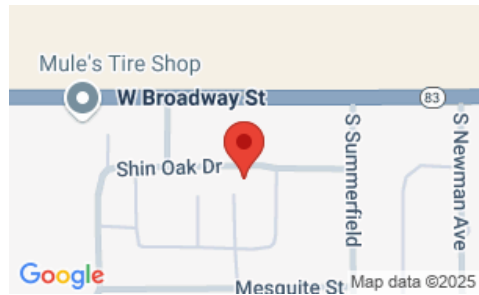 Mule's Tire Shop
W Broadway St
83
Shin Oak Dr
S Summerfield
S Newman Ave
Mesquite St
Google
Map data ©2025